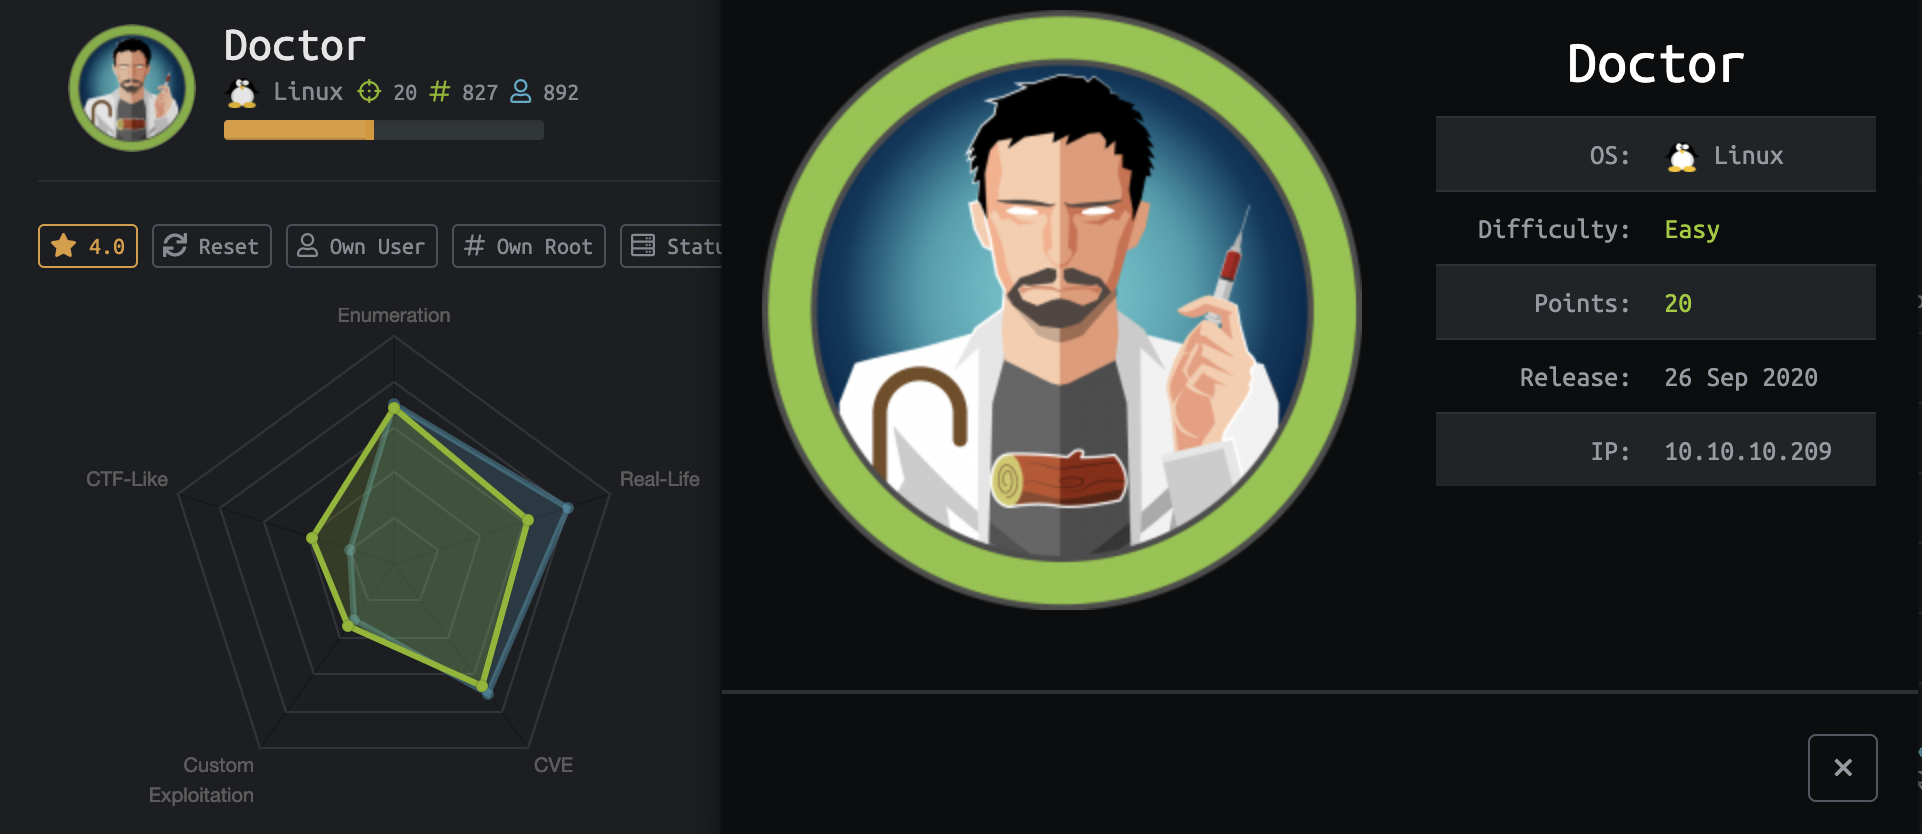 Doctor
Linux 20 # 827 892
4.0 Reset Own User # Own Root Statu
Enumeration
CTF-Like
Real-Life
Custom
Exploitation
CVE
Doctor
OS: Linux
Difficulty: Easy
Points: 20
Release: 26 Sep 2020
IP: 10.10.10.209